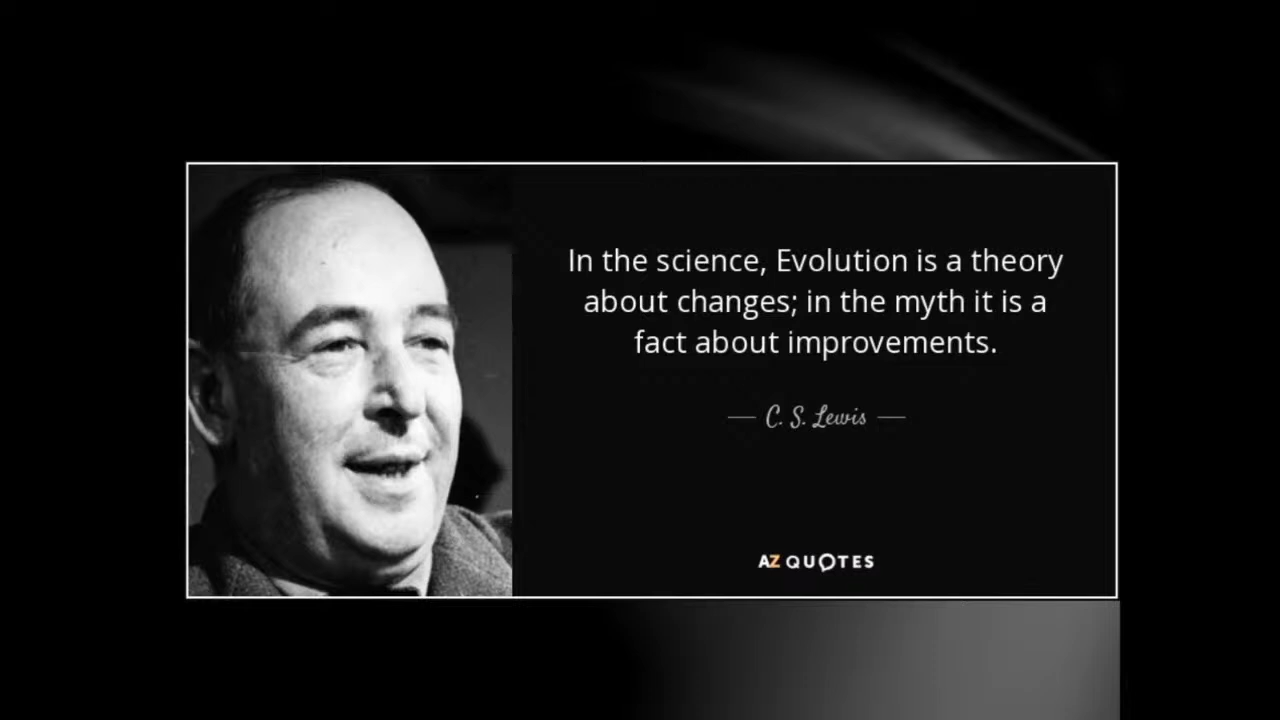 In the science, Evolution is a theory
about changes; in the myth it is a
fact about improvements.
— C. S. Lewis —
AZ QUOTES